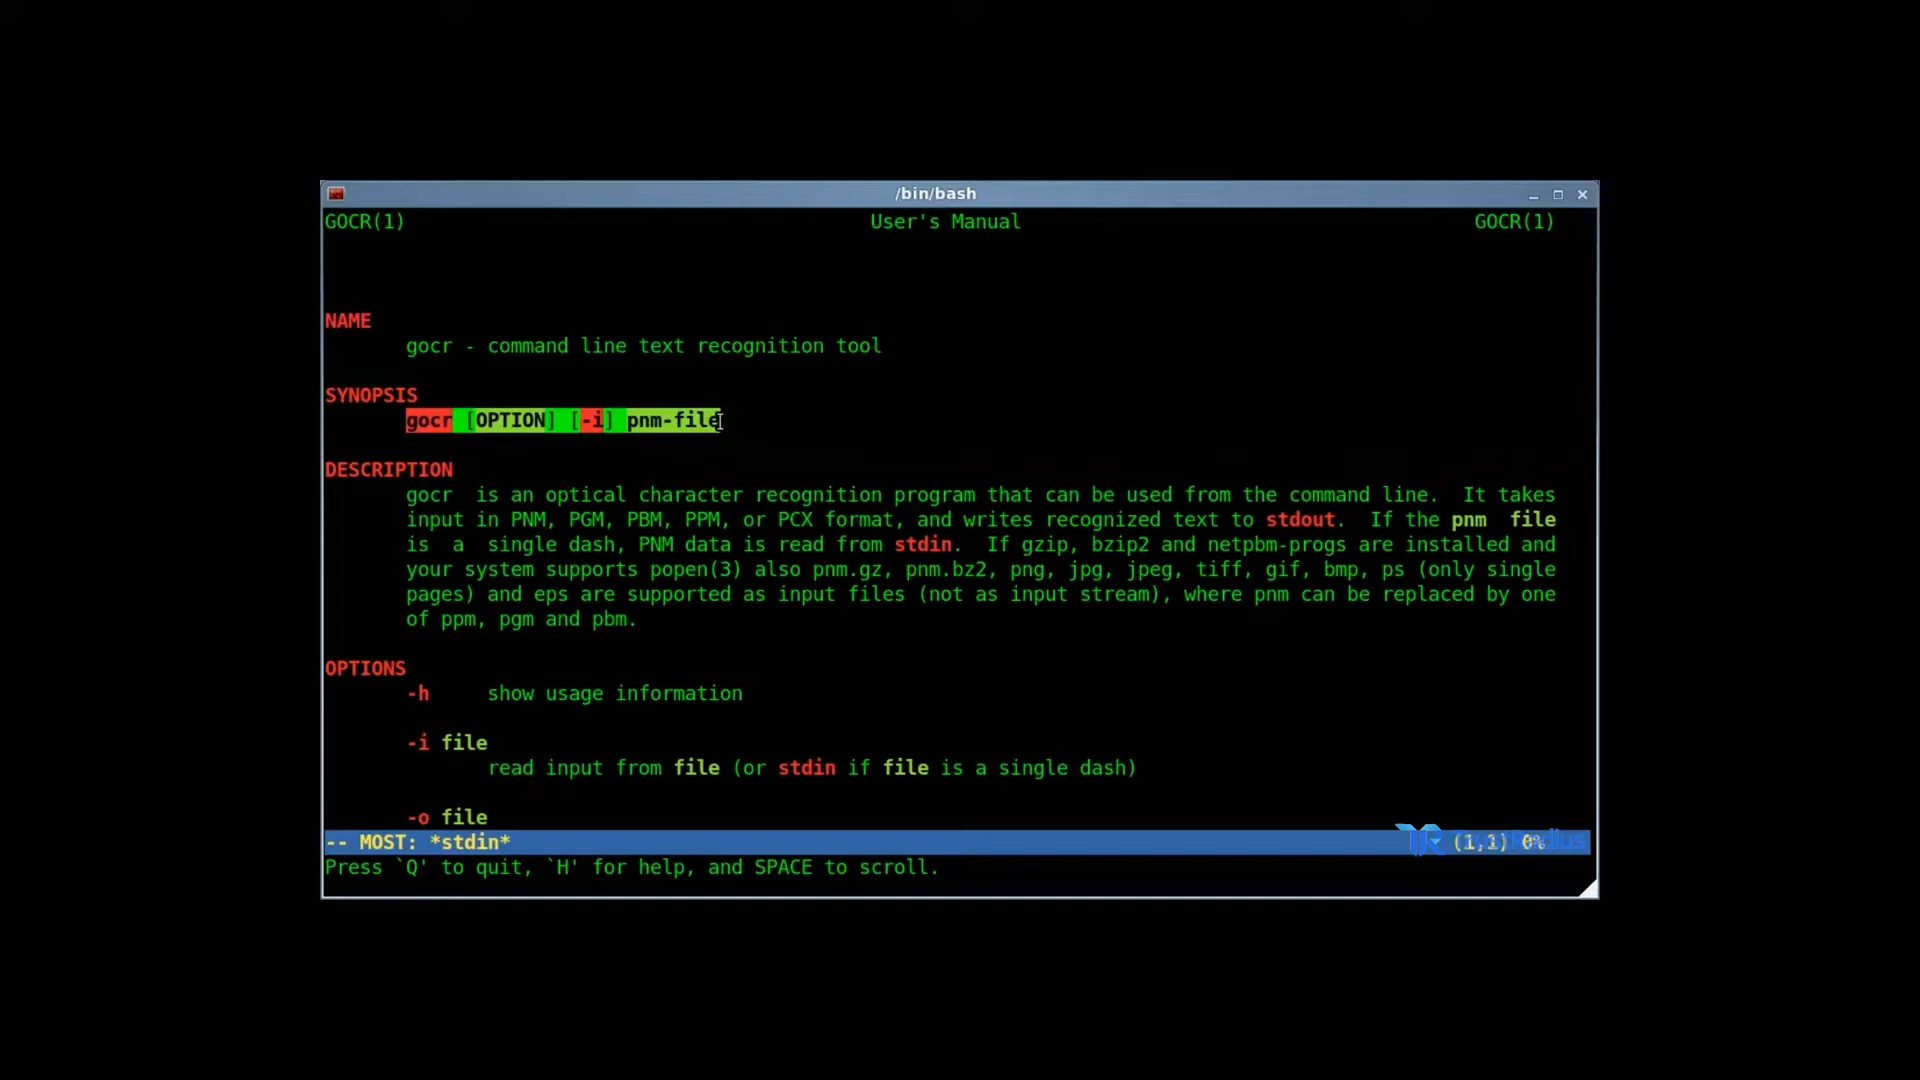 /bin/bash
GOCR(1) User's Manual GOCR(1)
NAME
gocr - command line text recognition tool
SYNOPSIS
gocr [OPTION] [-i] pnm-file
DESCRIPTION
gocr is an optical character recognition program that can be used from the command line. It takes
input in PNM, PGM, PBM, PPM, or PCX format, and writes recognized text to stdout. If the pnm file
is a single dash, PNM data is read from stdin. If gzip, bzip2 and netpbm-progs are installed and
your system supports popen(3) also pnm.gz, pnm.bz2, png, jpg, jpeg, tiff, gif, bmp, ps (only single
pages) and eps are supported as input files (not as input stream), where pnm can be replaced by one
of ppm, pgm and pbm.
OPTIONS
-h show usage information
-i file
read input from file (or stdin if file is a single dash)
-o file
-- MOST: *stdin* (1,1) 0%
Press `Q' to quit, `H' for help, and SPACE to scroll.